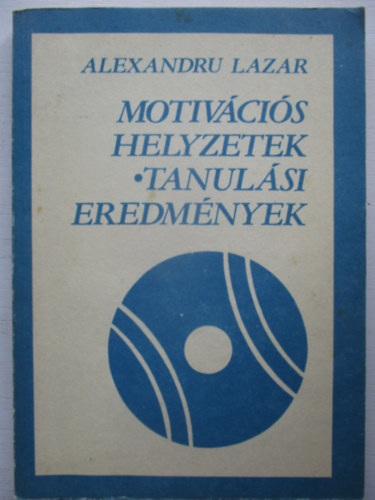 ALEXANDRU LAZAR
MOTIVÁCIÓS
HELYZETEK
•TANULÁSI
EREDMÉNYEK